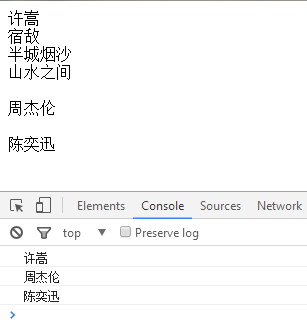 许嵩
宿敌
半城烟沙
山水之间
周杰伦
陈奕迅
Elements Console Sources Network
top Preserve log
许嵩
周杰伦
陈奕迅